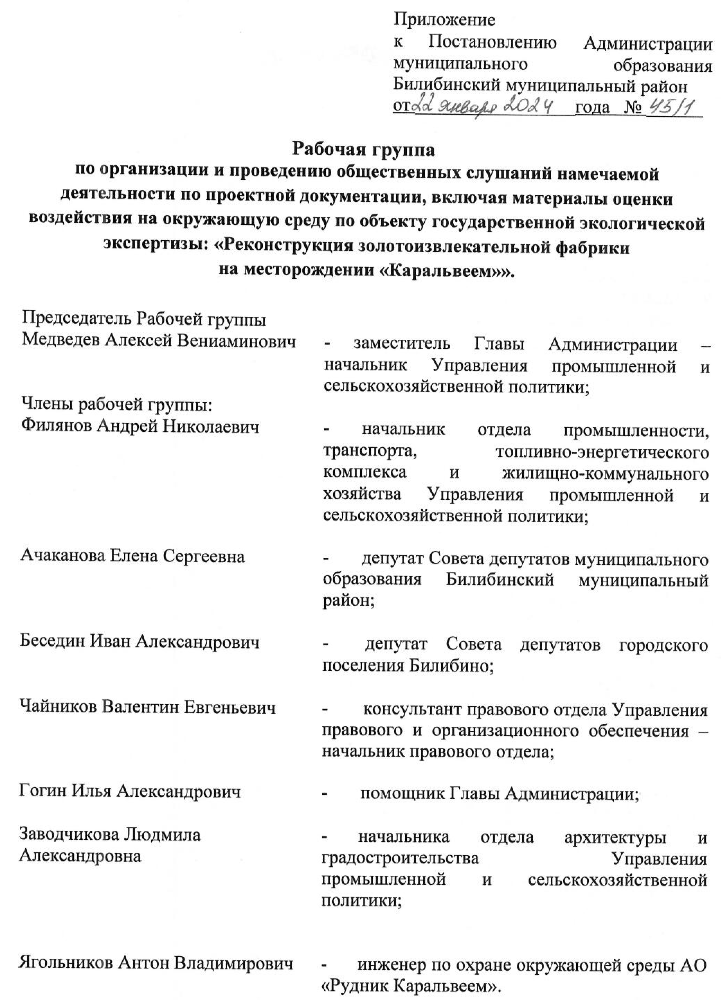 Приложение
к Постановлению Администрации
муниципального образования
Билибинский муниципальный район
от 22 января 2024 года № 45/1
Рабочая группа
по организации и проведению общественных слушаний намечаемой
деятельности по проектной документации, включая материалы оценки
воздействия на окружающую среду по объекту государственной экологической
экспертизы: «Реконструкция золотоизвлекательной фабрики
на месторождении «Каральвеем»».
Председатель Рабочей группы
Медведев Алексей Вениаминович
- заместитель Главы Администрации –
начальник Управления промышленной и
сельскохозяйственной политики;
Члены рабочей группы:
Филянов Андрей Николаевич
- начальник отдела промышленности,
транспорта, топливно-энергетического
комплекса и жилищно-коммунального
хозяйства Управления промышленной и
сельскохозяйственной политики;
Ачаканова Елена Сергеевна
- депутат Совета депутатов муниципального
образования Билибинский муниципальный
район;
Беседин Иван Александрович
- депутат Совета депутатов городского
поселения Билибино;
Чайников Валентин Евгеньевич
- консультант правового отдела Управления
правового и организационного обеспечения –
начальник правового отдела;
Гогин Илья Александрович
- помощник Главы Администрации;
Заводчикова Людмила
Александровна
- начальника отдела архитектуры и
градостроительства Управления
промышленной и сельскохозяйственной
политики;
Ягольников Антон Владимирович
- инженер по охране окружающей среды АО
«Рудник Каральвеем».